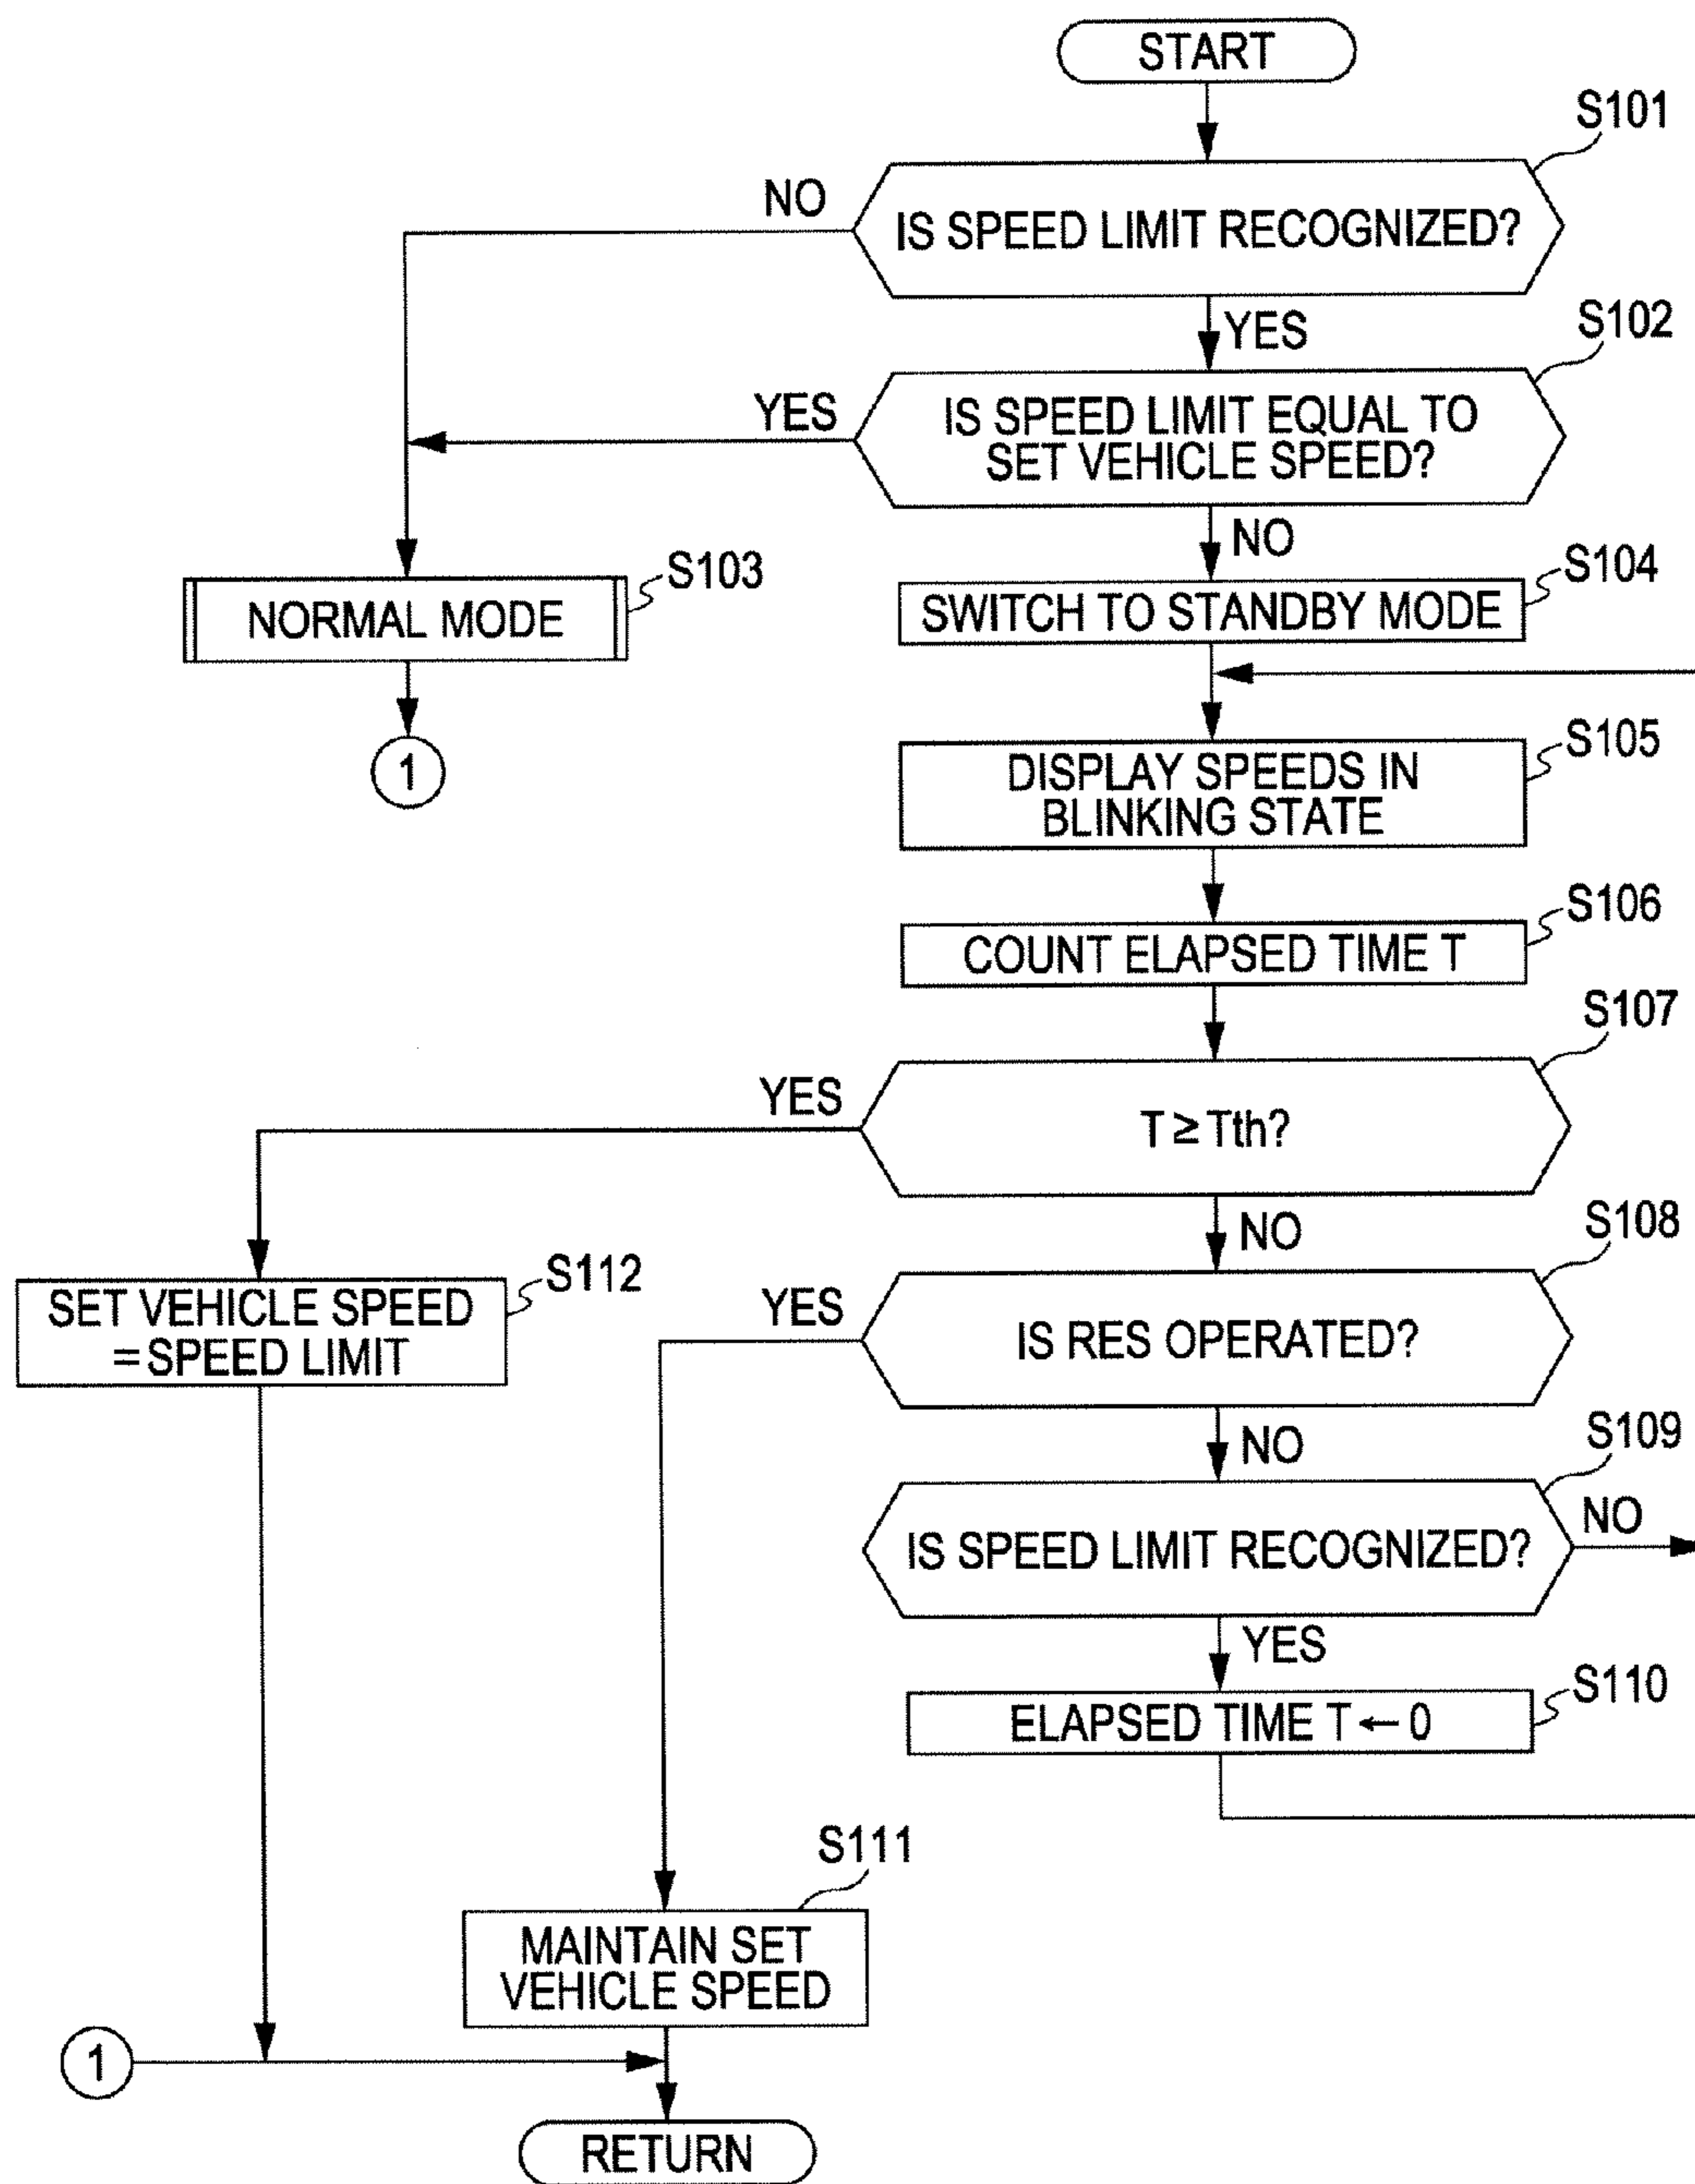 START
S101
NO
IS SPEED LIMIT RECOGNIZED?
YES
S102
YES
IS SPEED LIMIT EQUAL TO
SET VEHICLE SPEED?
NO
S103
NORMAL MODE
S104
SWITCH TO STANDBY MODE
1
S105
DISPLAY SPEEDS IN
BLINKING STATE
S106
COUNT ELAPSED TIME T
S107
YES
T ≥ Tth?
NO
S112
SET VEHICLE SPEED
=SPEED LIMIT
S108
YES
IS RES OPERATED?
NO
S109
NO
IS SPEED LIMIT RECOGNIZED?
YES
S110
ELAPSED TIME T ← 0
S111
MAINTAIN SET
VEHICLE SPEED
1
RETURN